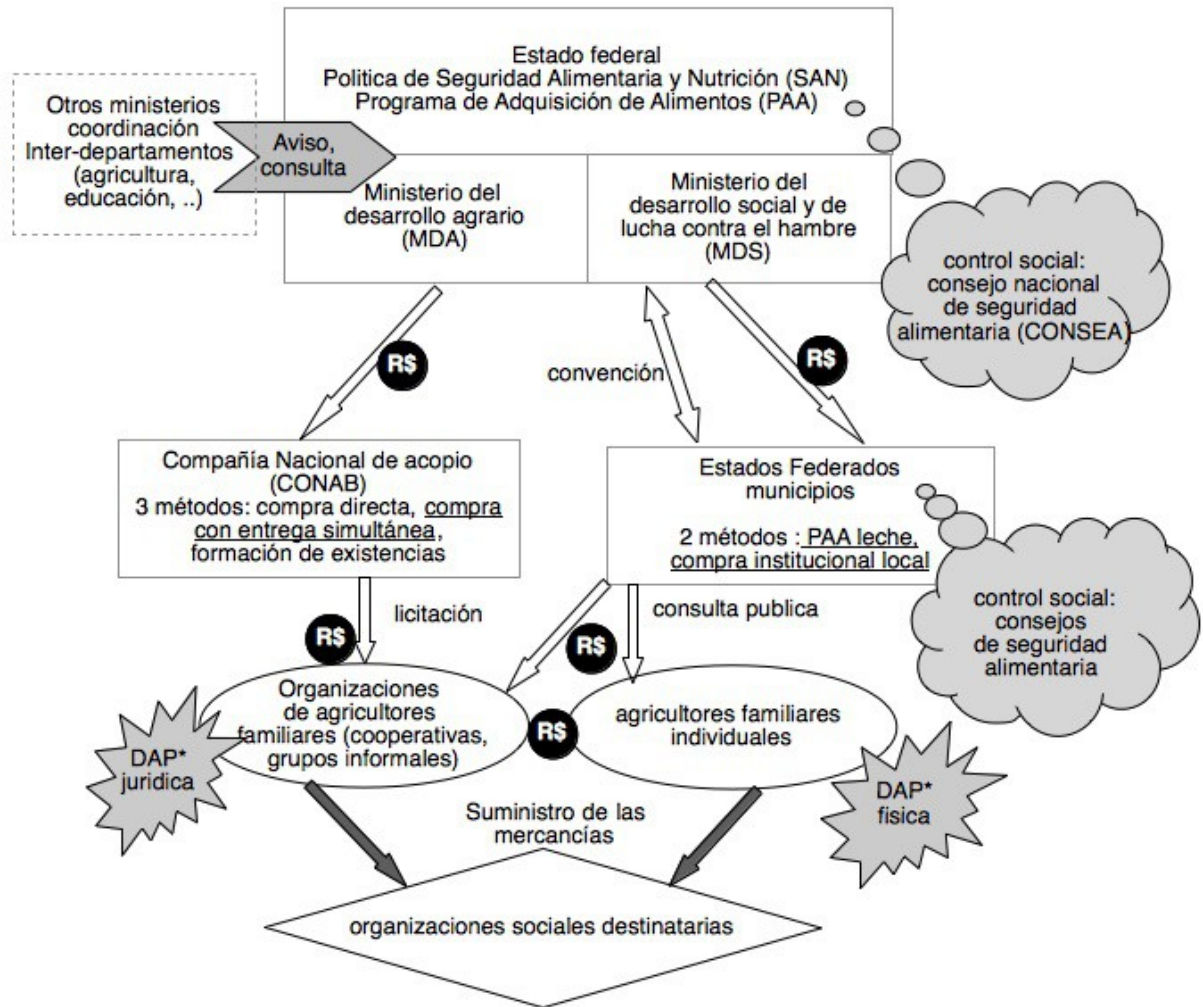 Estado federal
Politica de Seguridad Alimentaria y Nutrición (SAN)
Programa de Adquisición de Alimentos (PAA)
Otros ministerios
coordinación
Inter-departamentos
(agricultura,
educación, ..)
Aviso,
consulta
Ministerio del
desarrollo agrario
(MDA)
Ministerio del
desarrollo social y de
lucha contra el hambre
(MDS)
control social:
consejo nacional
de seguridad
alimentaria (CONSEA)
R$
convención
R$
Compañía Nacional de acopio
(CONAB)
3 métodos: compra directa, compra
con entrega simultánea,
formación de existencias
Estados Federados
municipios
2 métodos : PAA leche,
compra institucional local
control social:
consejos
de seguridad
alimentaria
licitación
consulta publica
R$
R$
Organizaciones
de agricultores
familiares (cooperativas,
grupos informales)
R$
agricultores familiares
individuales
DAP*
juridica
DAP*
fisica
Suministro de las
mercancías
organizaciones sociales destinatarias